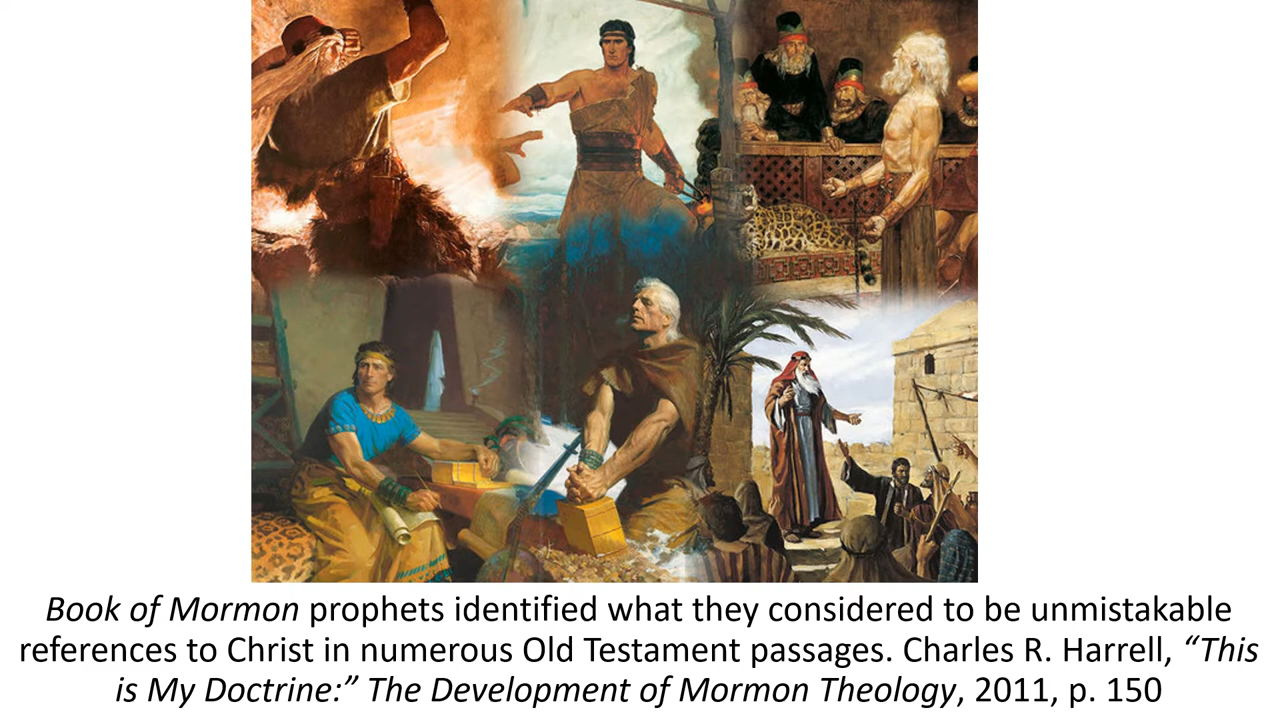 Book of Mormon prophets identified what they considered to be unmistakable
references to Christ in numerous Old Testament passages. Charles R. Harrell, “This
is My Doctrine:” The Development of Mormon Theology, 2011, p. 150